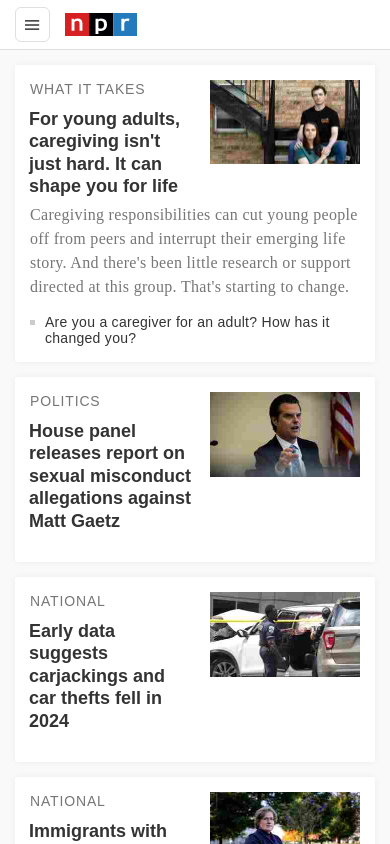 npr
WHAT IT TAKES
For young adults,
caregiving isn't
just hard. It can
shape you for life
Caregiving responsibilities can cut young people
off from peers and interrupt their emerging life
story. And there's been little research or support
directed at this group. That's starting to change.
Are you a caregiver for an adult? How has it
changed you?
POLITICS
House panel
releases report on
sexual misconduct
allegations against
Matt Gaetz
NATIONAL
Early data
suggests
carjackings and
car thefts fell in
2024
NATIONAL
Immigrants with